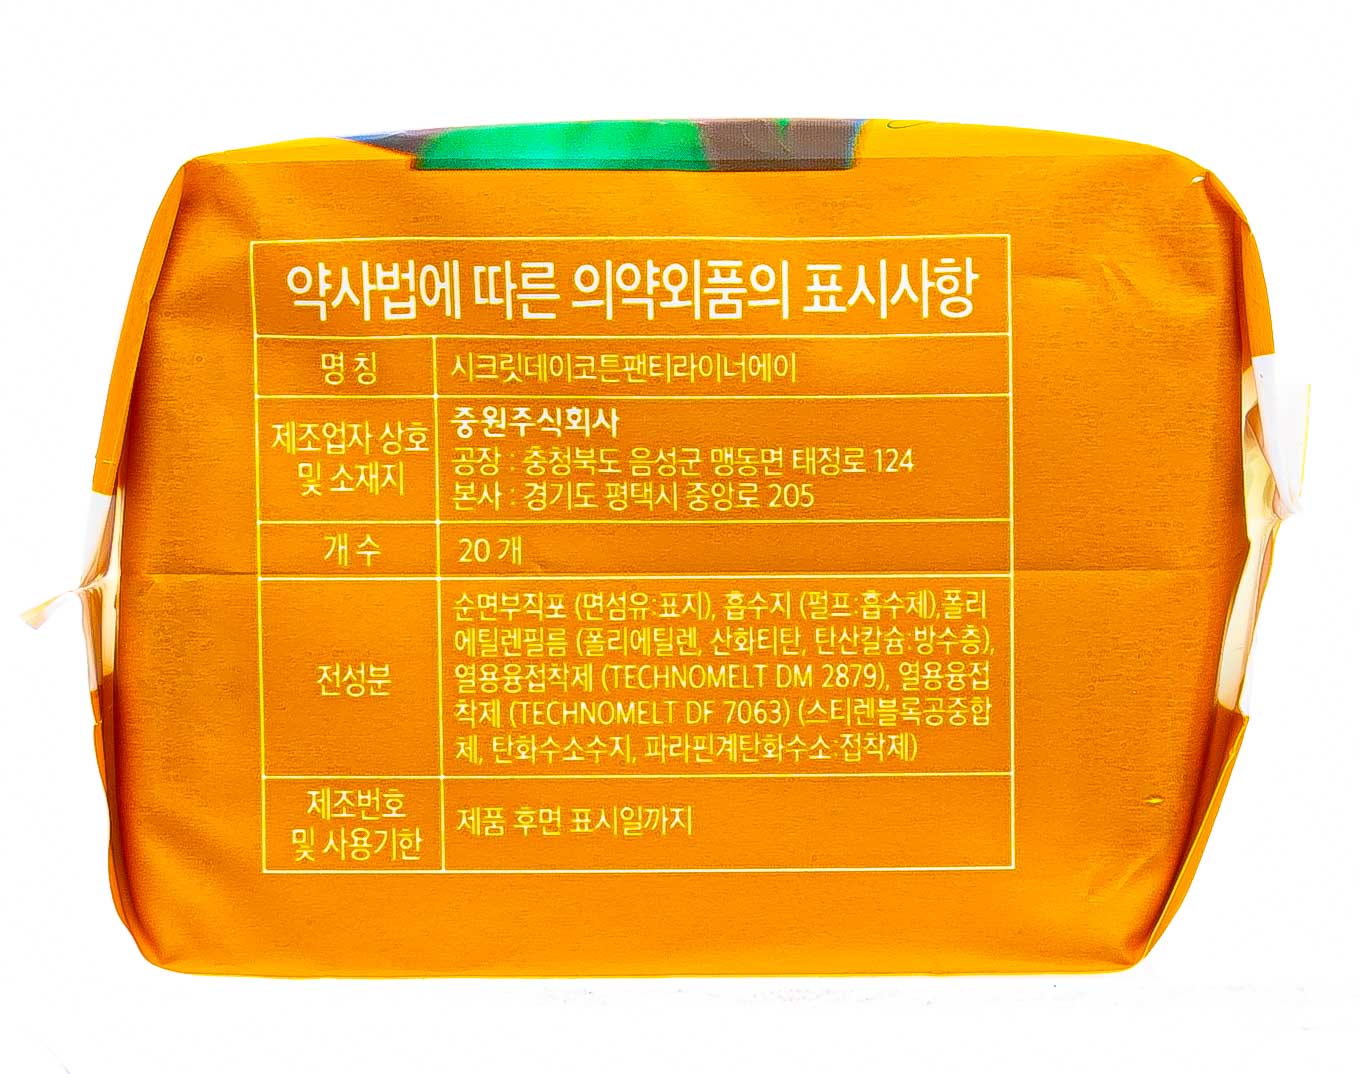 약사법에 따른 의약외품의 표시사항
명 칭
시크릿데이코튼팬티라이너에이
제조업자 상호
및 소재지
중원주식회사
공장 : 충청북도 음성군 맹동면 태정로 124
본사 : 경기도 평택시 중앙로 205
개 수
20 개
전성분
순면부직포 (면섬유:표지), 흡수지 (펄프:흡수체),폴리
에틸렌필름 (폴리에틸렌, 산화티탄, 탄산칼슘:방수층),
열용융접착제 (TECHNOMELT DM 2879), 열용융접
착제 (TECHNOMELT DF 7063) (스티렌블록공중합
체, 탄화수소수지, 파라핀계탄화수소:접착제)
제조번호
및 사용기한
제품 후면 표시일까지